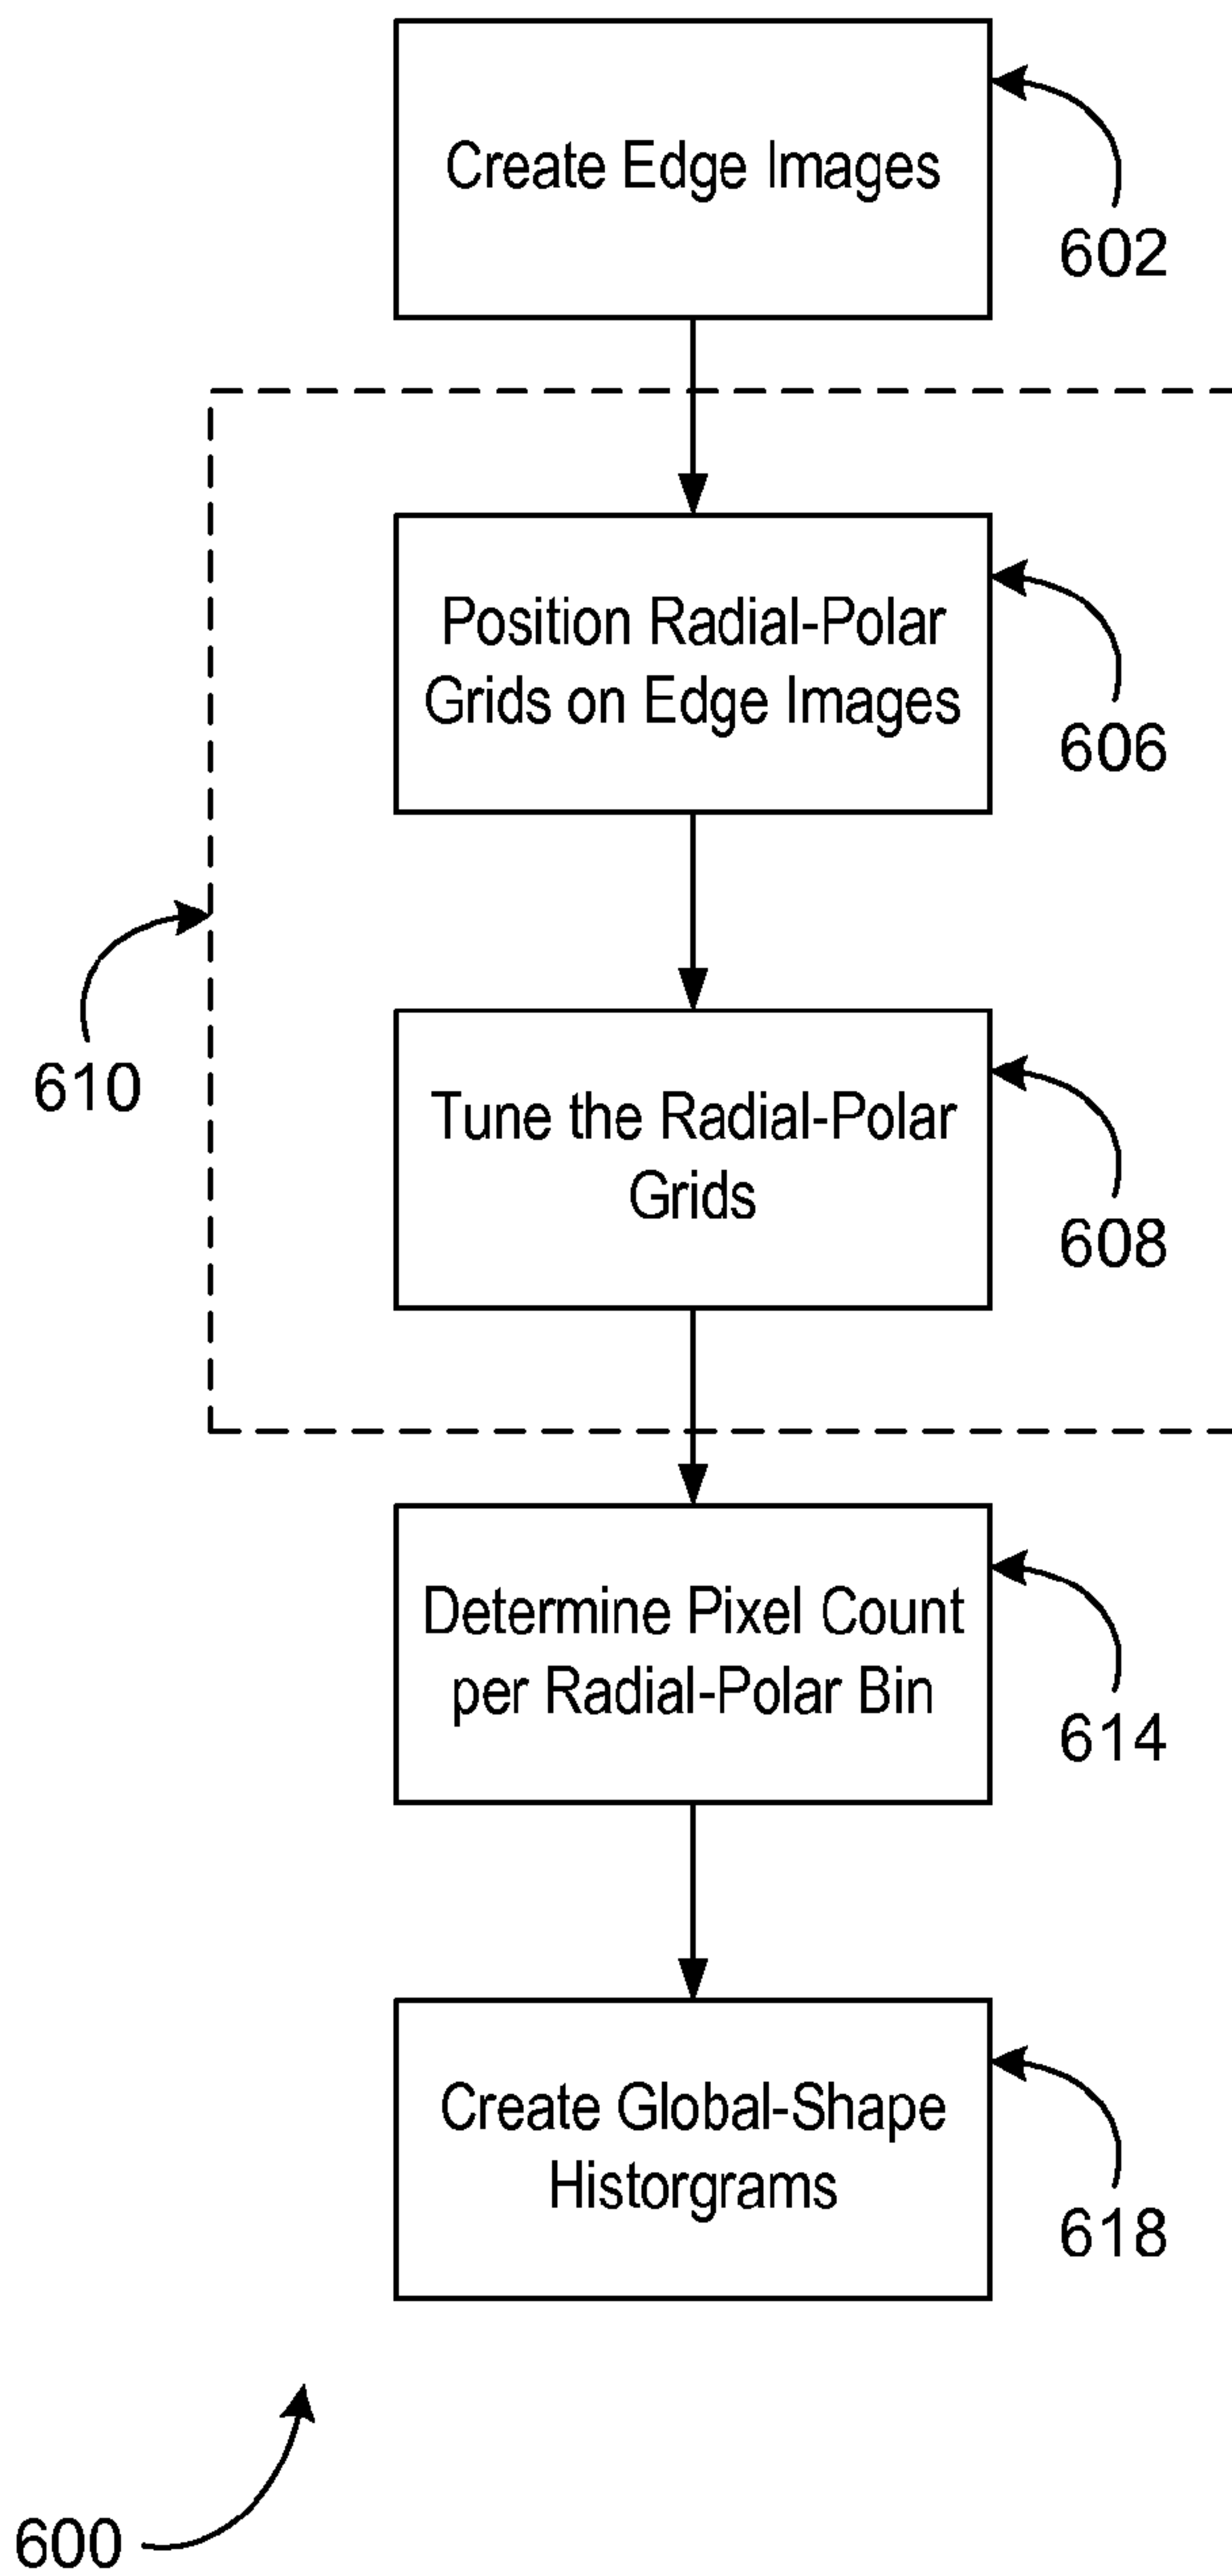 Create Edge Images
602
Position Radial-Polar
Grids on Edge Images
606
610
Tune the Radial-Polar
Grids
608
Determine Pixel Count
per Radial-Polar Bin
614
Create Global-Shape
Historgrams
618
600